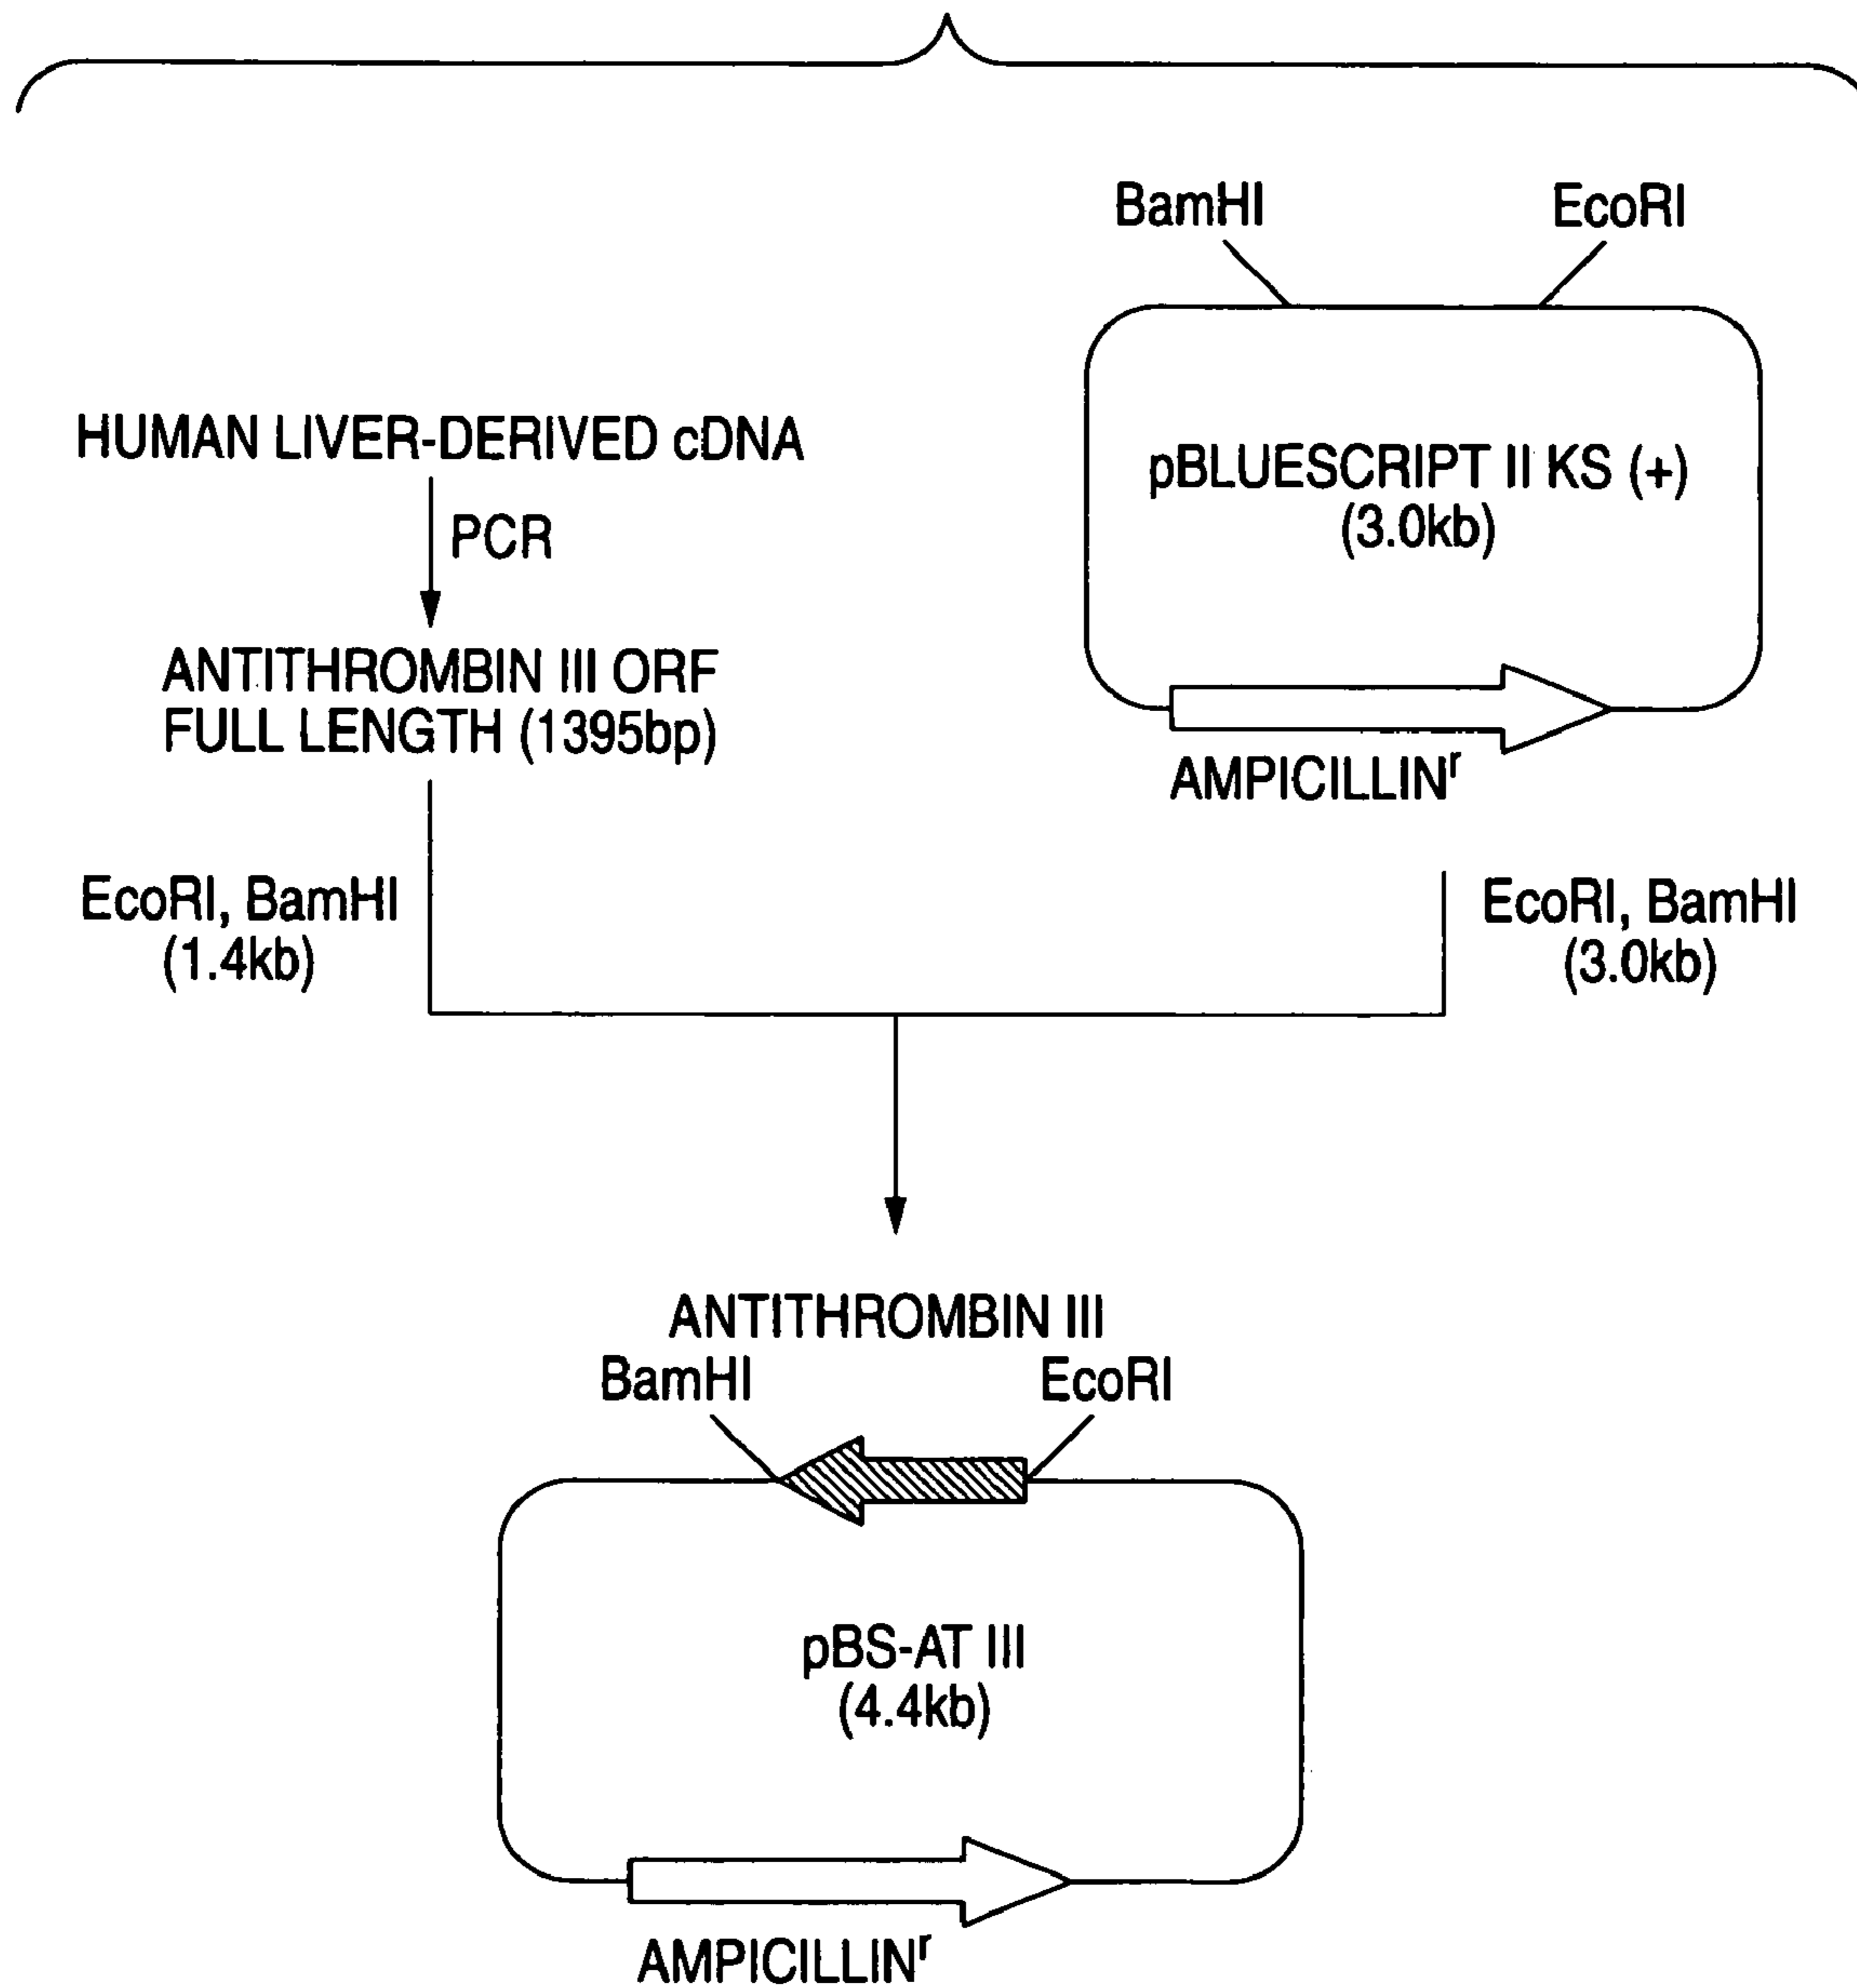 BamHI
EcoRI
pBLUESCRIPT II KS (+)
(3.0kb)
AMPICILLINʳ
HUMAN LIVER-DERIVED cDNA
PCR
ANTITHROMBIN III ORF
FULL LENGTH (1395bp)
EcoRI, BamHI
(1.4kb)
EcoRI, BamHI
(3.0kb)
ANTITHROMBIN III
BamHI
EcoRI
pBS-AT III
(4.4kb)
AMPICILLINʳ